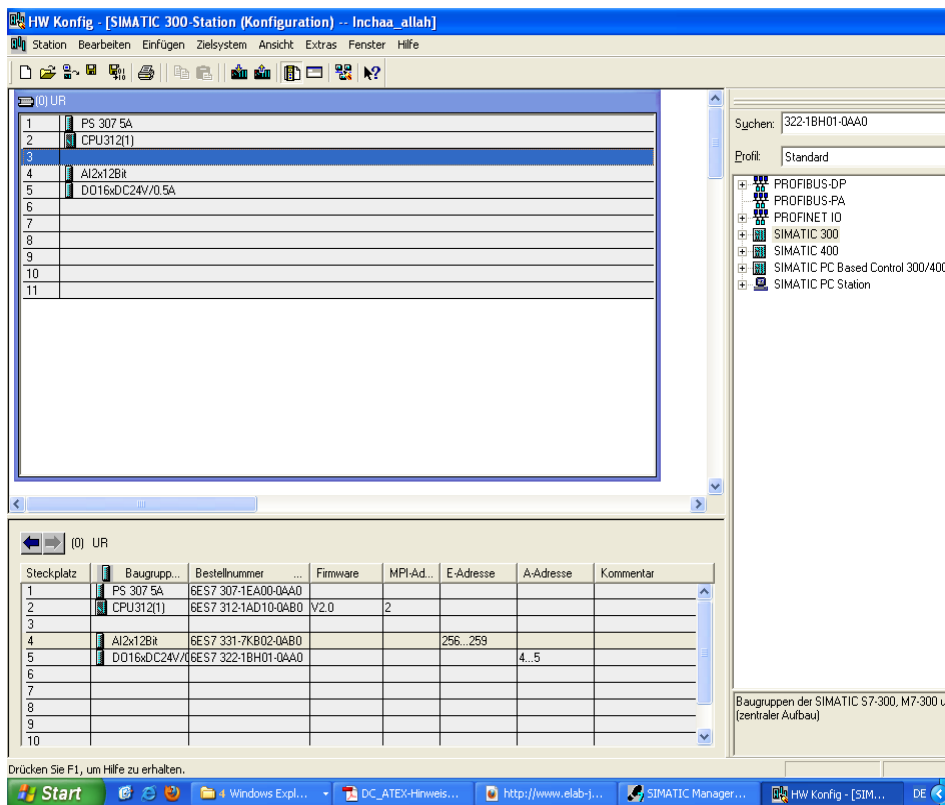 HW Konfig - [SIMATIC 300-Station (Konfiguration) -- Inchaa_allah]
Station Bearbeiten Einfügen Zielsystem Ansicht Extras Fenster Hilfe
(0) UR
1 PS 307 5A
2 CPU312(1)
3
4 AI2x12Bit
5 DO16xDC24V/0.5A
6
7
8
9
10
11
Suchen: 322-1BH01-0AA0
Profil: Standard
PROFIBUS-DP
PROFIBUS-PA
PROFINET IO
SIMATIC 300
SIMATIC 400
SIMATIC PC Based Control 300/400
SIMATIC PC Station
(0) UR
Steckplatz Baugrupp... Bestellnummer ... Firmware MPI-Ad... E-Adresse A-Adresse Kommentar
1 PS 307 5A 6ES7 307-1EA00-0AA0
2 CPU312(1) 6ES7 312-1AD10-0AB0 V2.0 2
3
4 AI2x12Bit 6ES7 331-7KB02-0AB0 256...259
5 DO16xDC24V/0 6ES7 322-1BH01-0AA0 4...5
6
7
8
9
10
Baugruppen der SIMATIC S7-300, M7-300 u
(zentraler Aufbau)
Drücken Sie F1, um Hilfe zu erhalten.
Start 4 Windows Expl... DC_ATEX-Hinweis... http://www.elab-j... SIMATIC Manager... HW Konfig - [SIM... DE